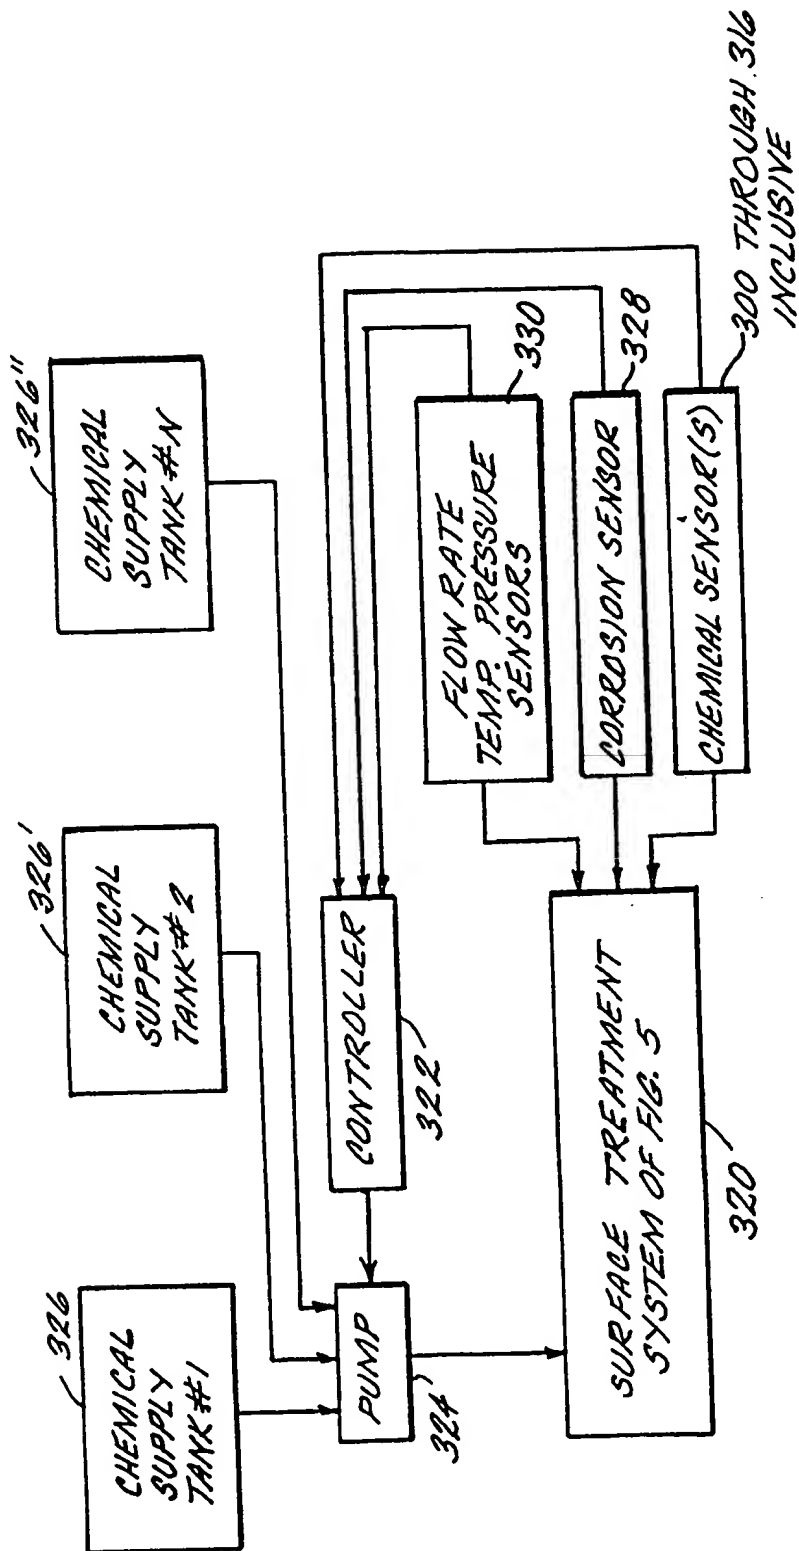 326
CHEMICAL
SUPPLY
TANK #1
326'
CHEMICAL
SUPPLY
TANK # 2
326"
CHEMICAL
SUPPLY
TANK # N
PUMP
324
CONTROLLER
322
FLOW RATE
TEMP. PRESSURE
SENSORS
330
CORROSION SENSOR
328
CHEMICAL SENSOR(S)
300 THROUGH 316
INCLUSIVE
SURFACE TREATMENT
SYSTEM OF FIG. 5
320